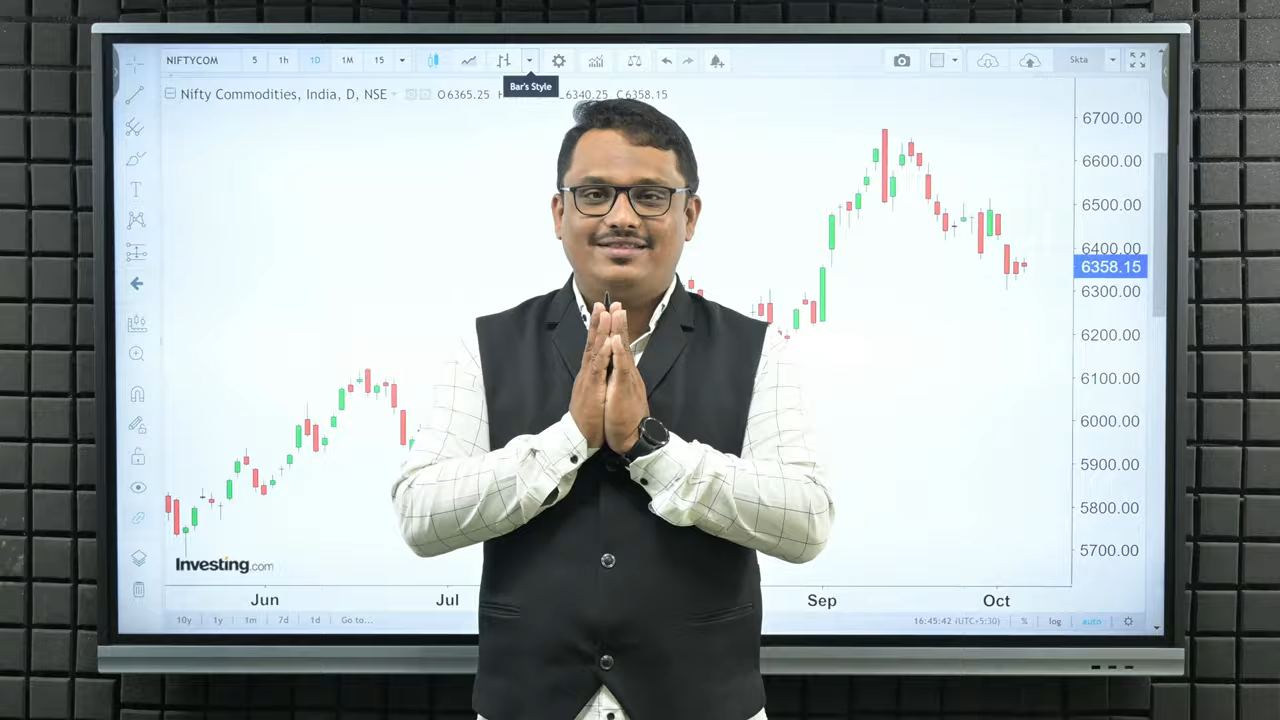 NIFTYCOM 5 1h 1D 1M 15 5kta
Bar's Style
Nifty Commodities, India, D, NSE O6365.25 6340.25 C6358.15
6700.00
6600.00
6500.00
6400.00
6358.15
6300.00
6200.00
6100.00
6000.00
5900.00
5800.00
5700.00
Investing.com
Jun Jul Sep Oct
10y 1y 1m 7d 1d Go to... 16:45:42 (UTC+5:30) % log auto